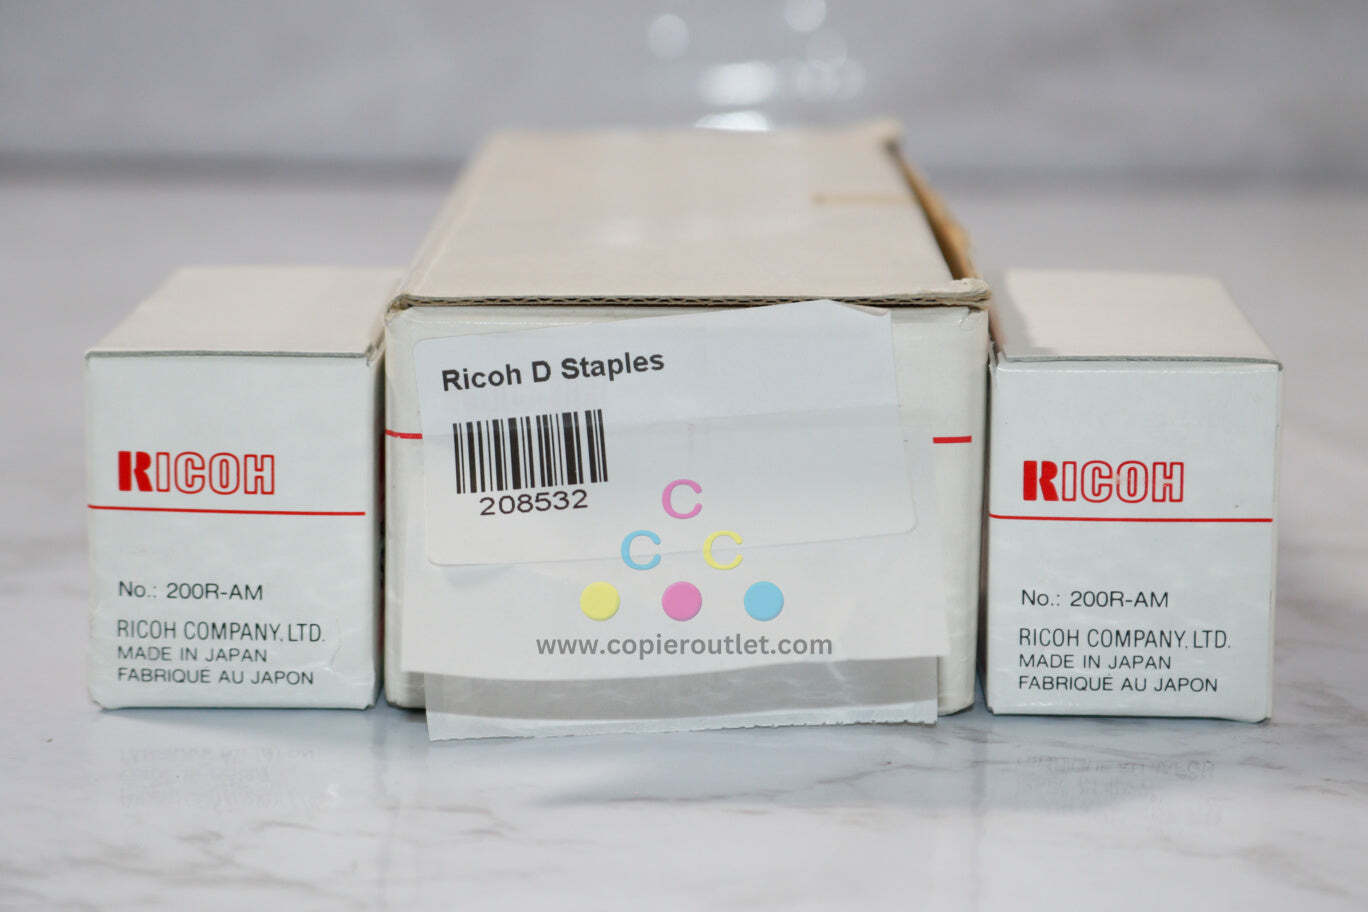 RICOH
No.: 200R-AM
RICOH COMPANY, LTD.
MADE IN JAPAN
FABRIQUÉ AU JAPON
Ricoh D Staples
208532
C
C C
www.copieroutlet.com
RICOH
No.: 200R-AM
RICOH COMPANY, LTD.
MADE IN JAPAN
FABRIQUÉ AU JAPON